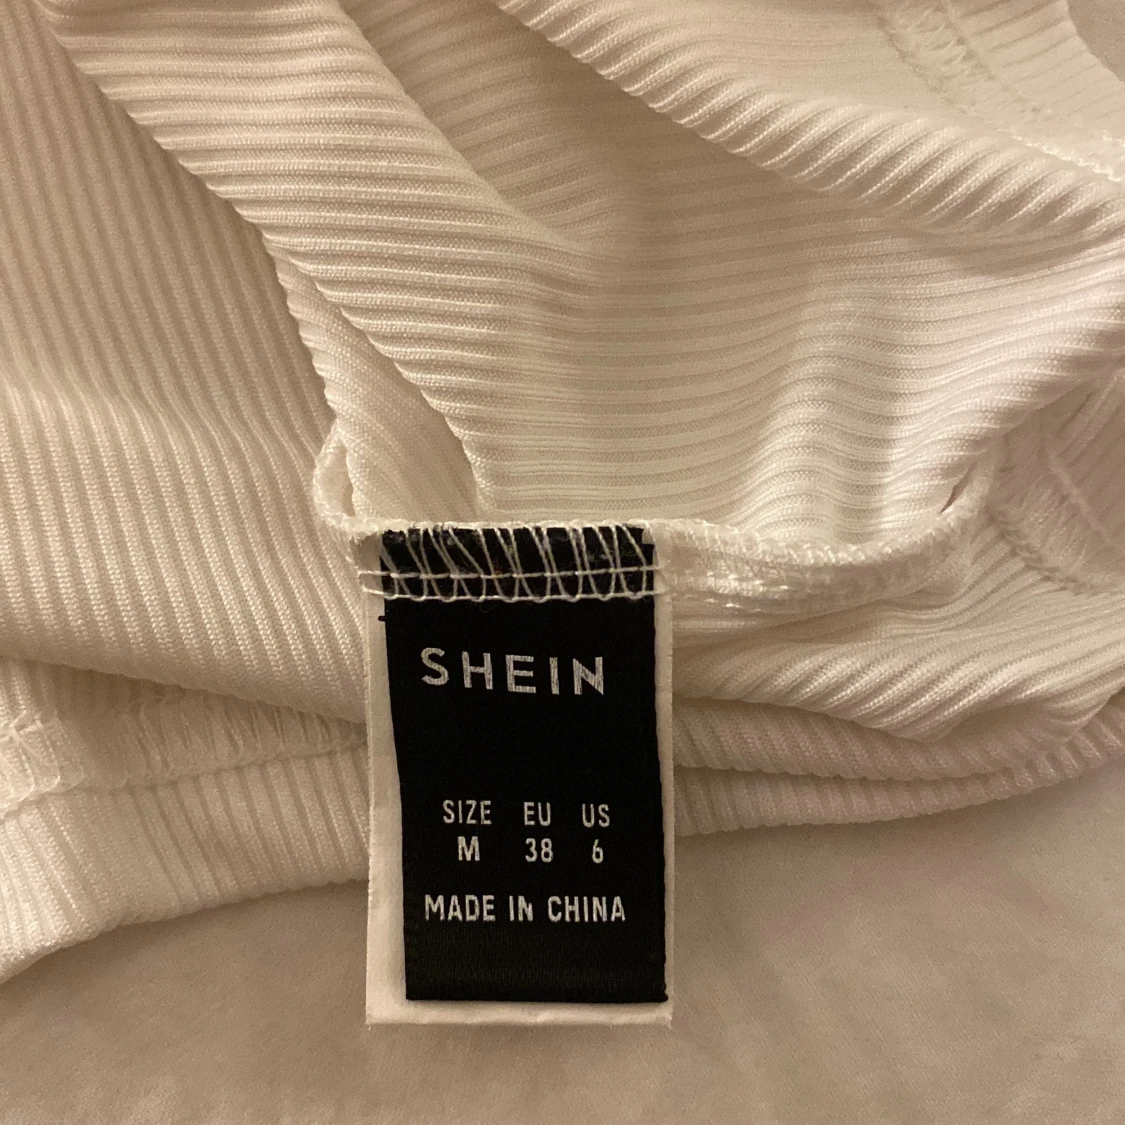 SHEIN
SIZE EU US
M 38 6
MADE IN CHINA